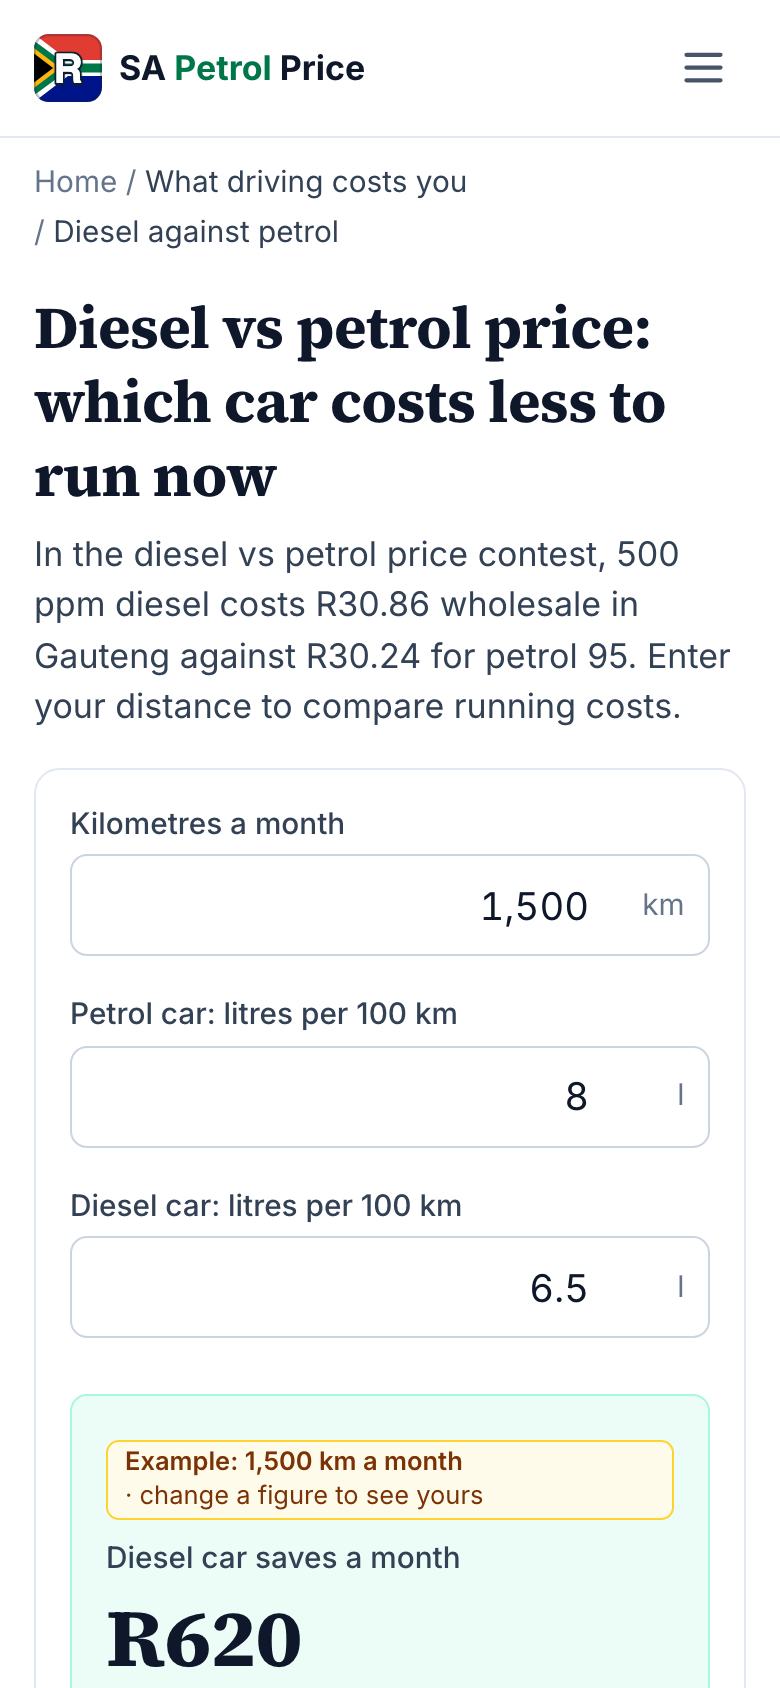 R
SA Petrol Price
Home / What driving costs you
/ Diesel against petrol
Diesel vs petrol price:
which car costs less to
run now
In the diesel vs petrol price contest, 500
ppm diesel costs R30.86 wholesale in
Gauteng against R30.24 for petrol 95. Enter
your distance to compare running costs.
Kilometres a month
1,500 km
Petrol car: litres per 100 km
8 l
Diesel car: litres per 100 km
6.5 l
Example: 1,500 km a month
· change a figure to see yours
Diesel car saves a month
R620